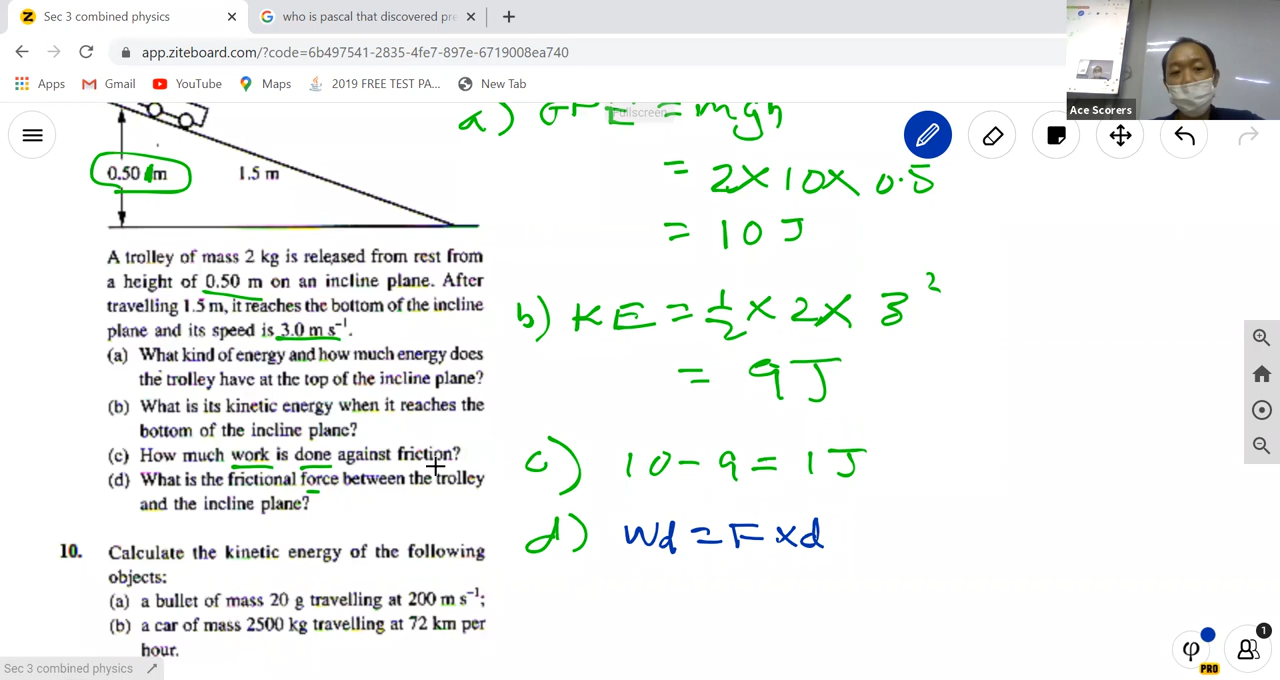 Sec 3 combined physics
who is pascal that discovered pre
app.ziteboard.com/?code=6b497541-2835-4fe7-897e-6719008ea740
Apps
Gmail
YouTube
Maps
2019 FREE TEST PA...
New Tab
Ace Scorers
Fullscreen
0.50 m
1.5 m
A trolley of mass 2 kg is released from rest from
a height of 0.50 m on an incline plane. After
travelling 1.5 m, it reaches the bottom of the incline
plane and its speed is 3.0 m s⁻¹.
(a) What kind of energy and how much energy does
the trolley have at the top of the incline plane?
(b) What is its kinetic energy when it reaches the
bottom of the incline plane?
(c) How much work is done against friction?
(d) What is the frictional force between the trolley
and the incline plane?
10. Calculate the kinetic energy of the following
objects:
(a) a bullet of mass 20 g travelling at 200 m s⁻¹;
(b) a car of mass 2500 kg travelling at 72 km per
hour.
a) GPE = mgh
= 2 × 10 × 0.5
= 10 J
b) KE = ½ × 2 × 3²
= 9 J
c) 10 - 9 = 1 J
d) Wd = F × d
Sec 3 combined physics
φ
PRO
1